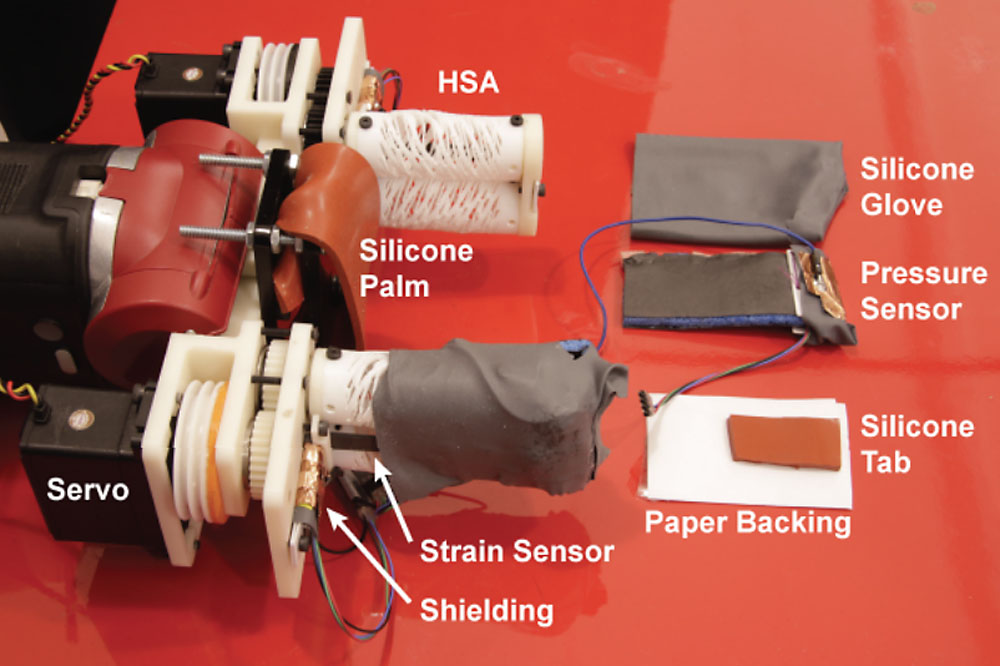 HSA
Silicone
Glove
Silicone
Palm
Pressure
Sensor
Silicone
Tab
Servo
Paper Backing
Strain Sensor
Shielding